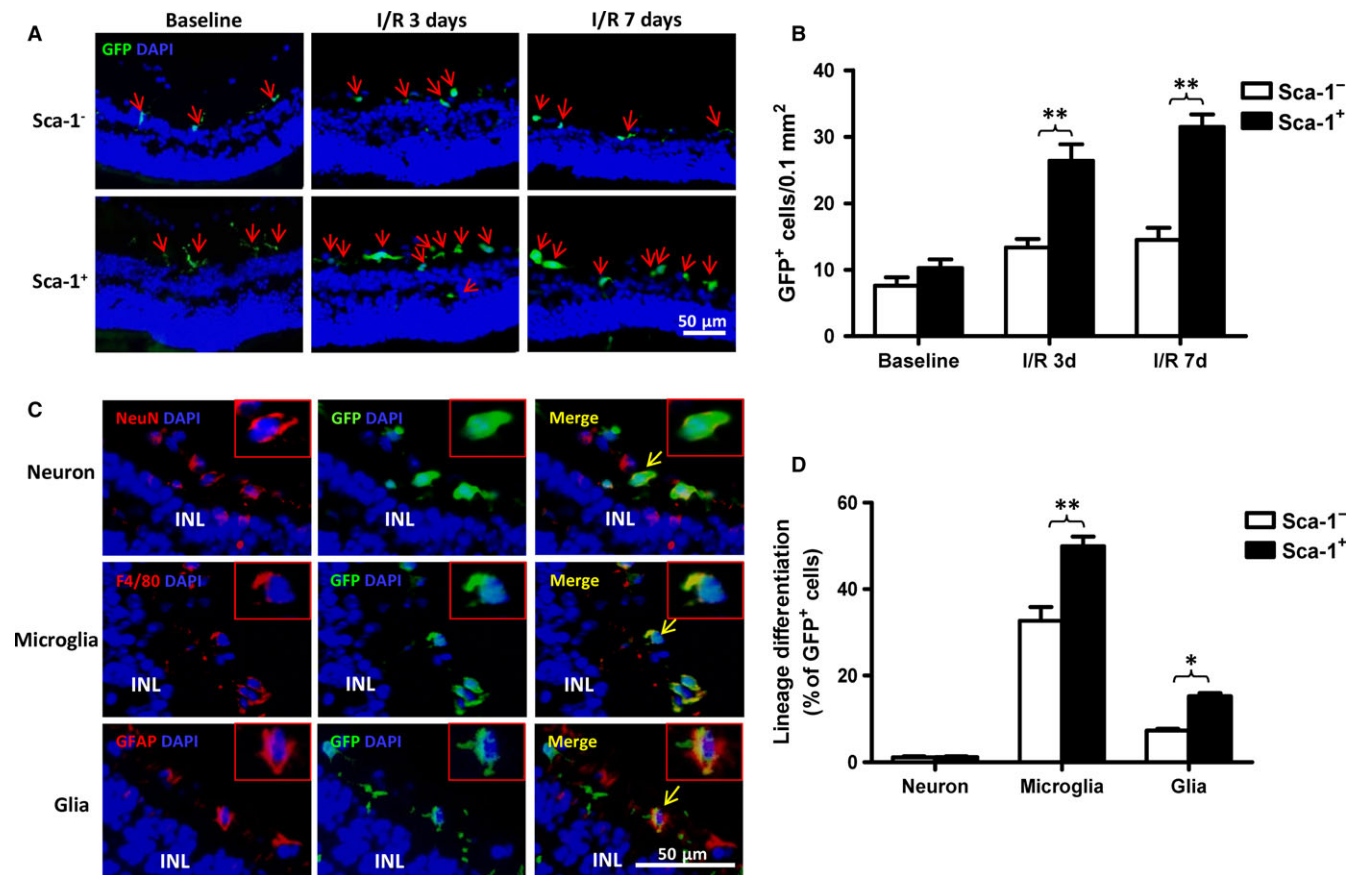 A
Baseline
I/R 3 days
I/R 7 days
GFP DAPI
Sca-1-
Sca-1+
50 µm
B
GFP+ cells/0.1 mm2
40
30
20
10
0
Baseline
I/R 3d
I/R 7d
**
**
Sca-1−
Sca-1+
C
NeuN DAPI
GFP DAPI
Merge
Neuron
INL
INL
INL
F4/80 DAPI
GFP DAPI
Merge
Microglia
INL
INL
INL
GFAP DAPI
GFP DAPI
Merge
Glia
INL
INL
INL
50 µm
D
Lineage differentiation
(% of GFP+ cells)
60
40
20
0
Neuron
Microglia
Glia
**
*
Sca-1−
Sca-1+